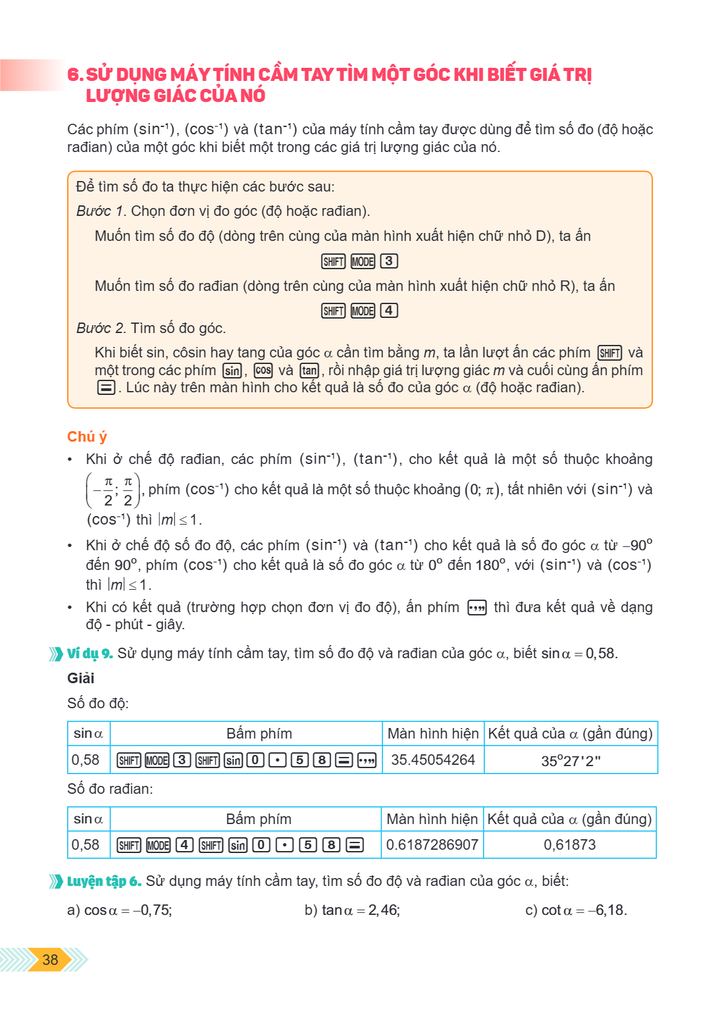 6. SỬ DỤNG MÁY TÍNH CẦM TAY TÌM MỘT GÓC KHI BIẾT GIÁ TRỊ
LƯỢNG GIÁC CỦA NÓ
Các phím (sin⁻¹), (cos⁻¹) và (tan⁻¹) của máy tính cầm tay được dùng để tìm số đo (độ hoặc
rađian) của một góc khi biết một trong các giá trị lượng giác của nó.
Để tìm số đo ta thực hiện các bước sau:
Bước 1. Chọn đơn vị đo góc (độ hoặc rađian).
Muốn tìm số đo độ (dòng trên cùng của màn hình xuất hiện chữ nhỏ D), ta ấn
SHIFT MODE 3
Muốn tìm số đo rađian (dòng trên cùng của màn hình xuất hiện chữ nhỏ R), ta ấn
SHIFT MODE 4
Bước 2. Tìm số đo góc.
Khi biết sin, côsin hay tang của góc α cần tìm bằng m, ta lần lượt ấn các phím SHIFT và
một trong các phím sin, cos và tan, rồi nhập giá trị lượng giác m và cuối cùng ấn phím
=. Lúc này trên màn hình cho kết quả là số đo của góc α (độ hoặc rađian).
Chú ý
• Khi ở chế độ rađian, các phím (sin⁻¹), (tan⁻¹), cho kết quả là một số thuộc khoảng
(−π/2; π/2), phím (cos⁻¹) cho kết quả là một số thuộc khoảng (0; π), tất nhiên với (sin⁻¹) và
(cos⁻¹) thì |m| ≤ 1.
• Khi ở chế độ số đo độ, các phím (sin⁻¹) và (tan⁻¹) cho kết quả là số đo góc α từ −90°
đến 90°, phím (cos⁻¹) cho kết quả là số đo góc α từ 0° đến 180°, với (sin⁻¹) và (cos⁻¹)
thì |m| ≤ 1.
• Khi có kết quả (trường hợp chọn đơn vị đo độ), ấn phím °,,, thì đưa kết quả về dạng
độ - phút - giây.
Ví dụ 9. Sử dụng máy tính cầm tay, tìm số đo độ và rađian của góc α, biết sin α = 0,58.
Giải
Số đo độ:
sin α Bấm phím Màn hình hiện Kết quả của α (gần đúng)
0,58 SHIFT MODE 3 SHIFT sin 0 • 5 8 = °,,, 35.45054264 35°27'2"
Số đo rađian:
sin α Bấm phím Màn hình hiện Kết quả của α (gần đúng)
0,58 SHIFT MODE 4 SHIFT sin 0 • 5 8 = 0.6187286907 0,61873
Luyện tập 6. Sử dụng máy tính cầm tay, tìm số đo độ và rađian của góc α, biết:
a) cos α = −0,75; b) tan α = 2,46; c) cot α = −6,18.
38